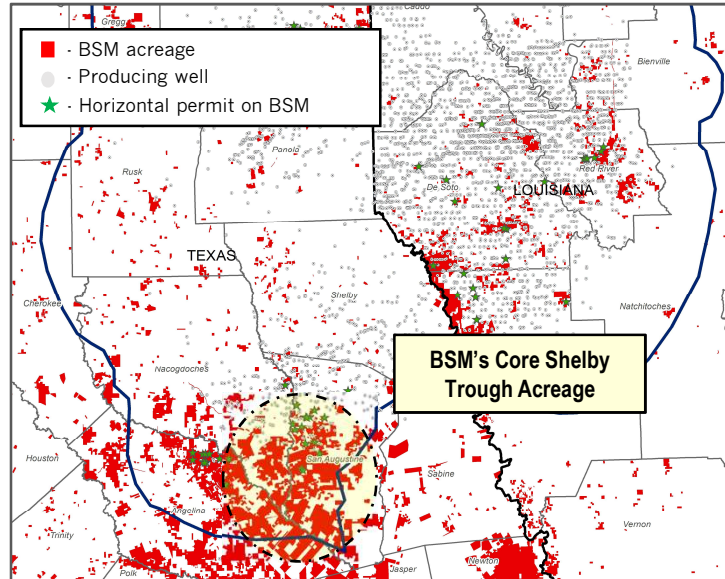 Caddo
Gregg
- BSM acreage
- Producing well
- Horizontal permit on BSM
Bienville
Panola
Rusk
Red River
De Soto
LOUISIANA
TEXAS
Shelby
Cherokee
Natchitoches
BSM's Core Shelby
Trough Acreage
Nacogdoches
San Augustine
Houston
Sabine
Angelina
Vernon
Trinity
Newton
Jasper
Polk